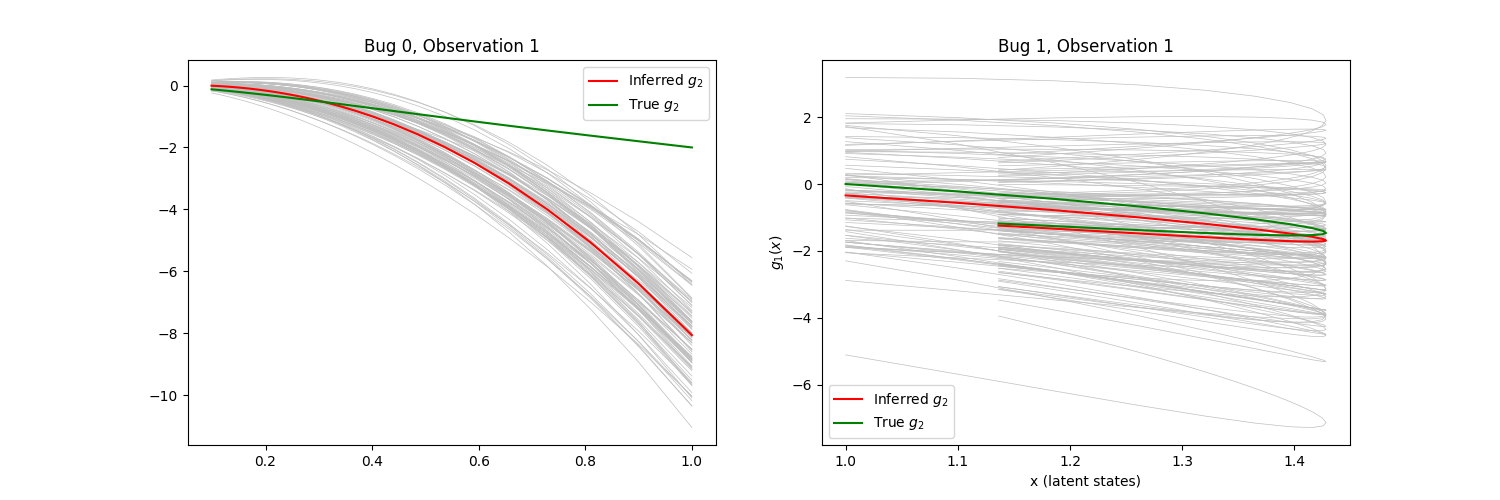 Bug 0, Observation 1
Inferred g₂
True g₂
0
−2
−4
−6
−8
−10
0.2 0.4 0.6 0.8 1.0
Bug 1, Observation 1
g₁(x)
2
0
−2
−4
−6
Inferred g₂
True g₂
1.0 1.1 1.2 1.3 1.4
x (latent states)